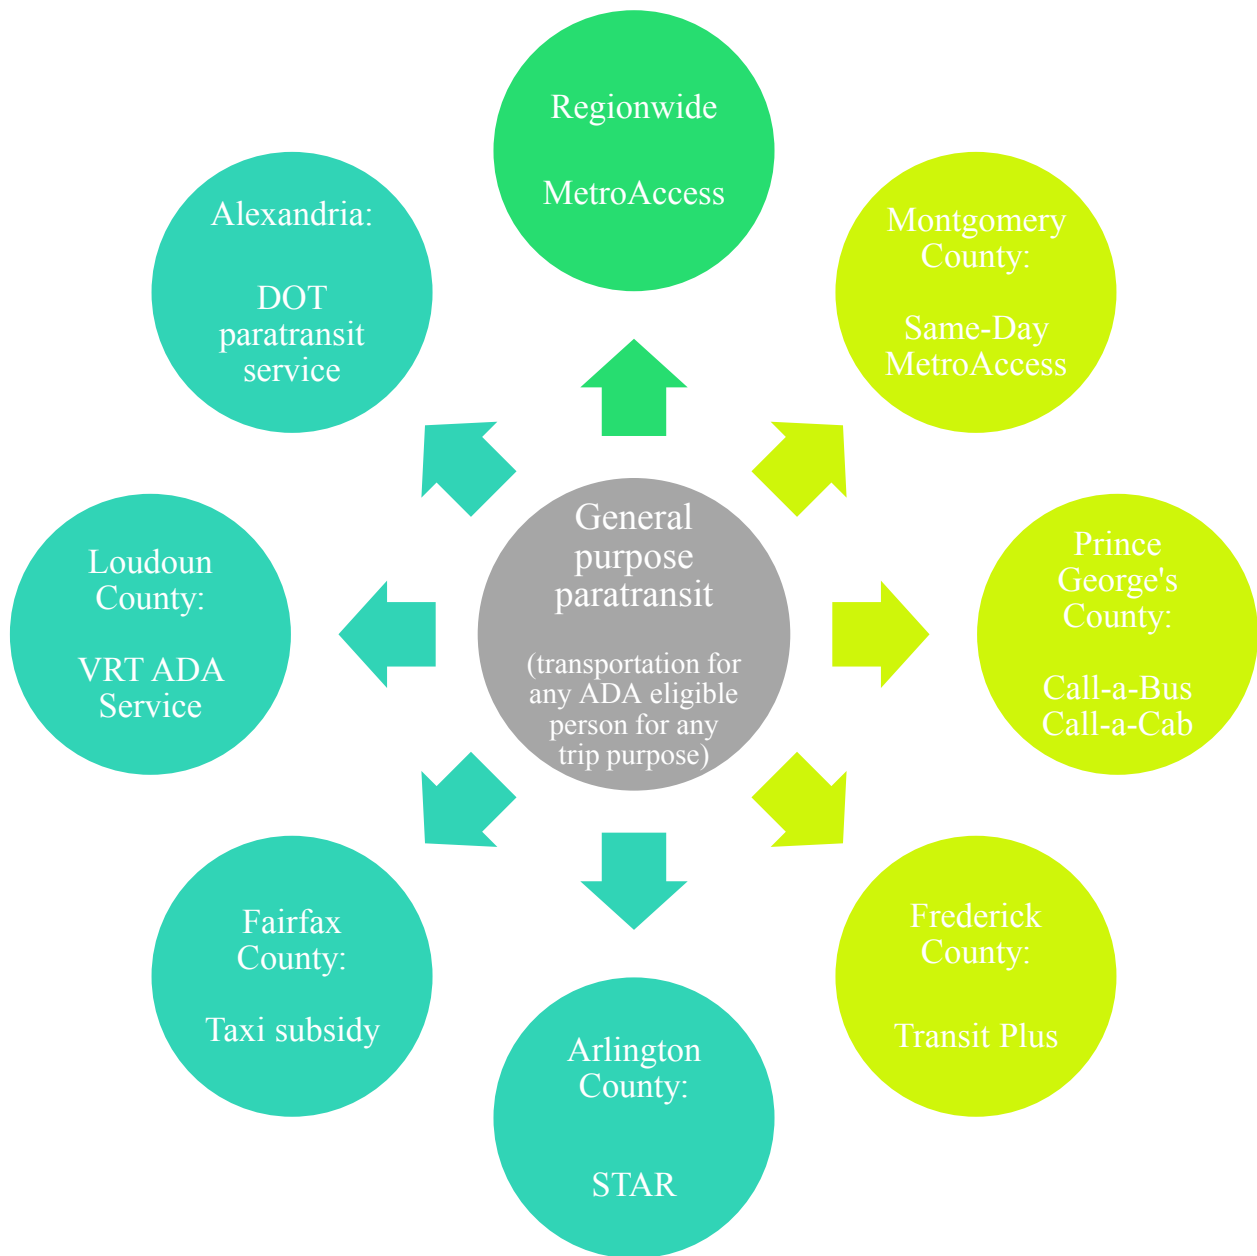 Regionwide
MetroAccess
Montgomery
County:
Same-Day
MetroAccess
Prince
George's
County:
Call-a-Bus
Call-a-Cab
Frederick
County:
Transit Plus
Arlington
County:
STAR
Fairfax
County:
Taxi subsidy
Loudoun
County:
VRT ADA
Service
Alexandria:
DOT
paratransit
service
General
purpose
paratransit
(transportation for
any ADA eligible
person for any
trip purpose)